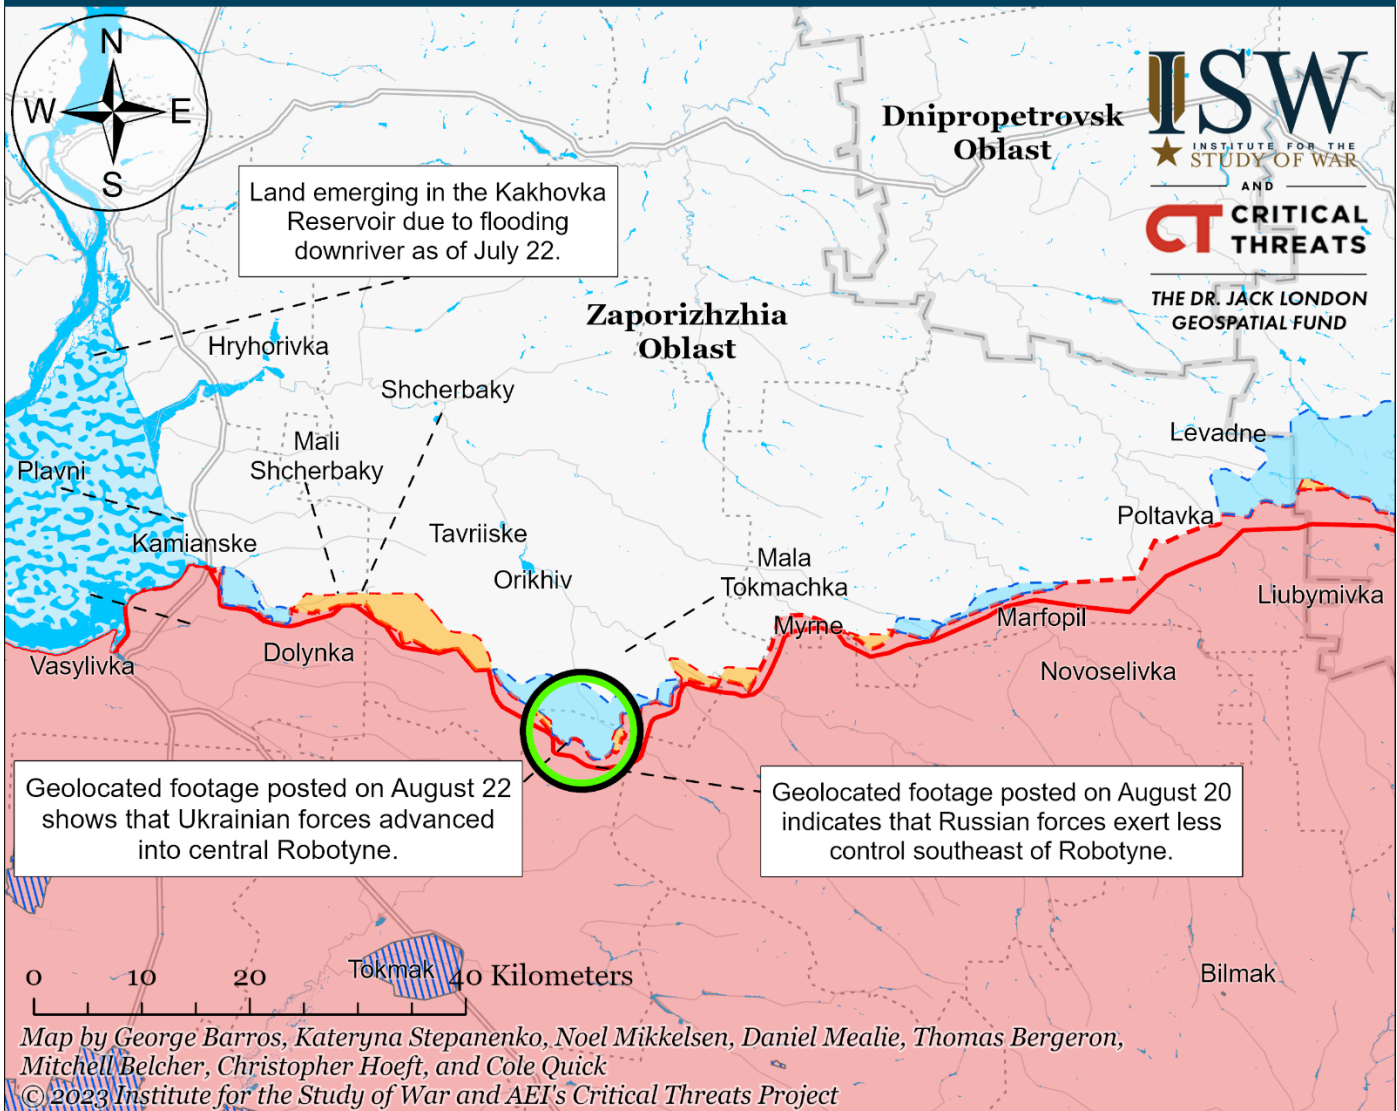 N
W
E
S
ISW
INSTITUTE FOR THE
STUDY OF WAR
AND
CT CRITICAL
THREATS
THE DR. JACK LONDON
GEOSPATIAL FUND
Dnipropetrovsk
Oblast
Land emerging in the Kakhovka
Reservoir due to flooding
downriver as of July 22.
Zaporizhzhia
Oblast
Hryhorivka
Shcherbaky
Mali
Shcherbaky
Levadne
Plavni
Poltavka
Tavriiske
Kamianske
Mala
Tokmachka
Orikhiv
Liubymivka
Marfopil
Myrne
Dolynka
Vasylivka
Novoselivka
Geolocated footage posted on August 22
shows that Ukrainian forces advanced
into central Robotyne.
Geolocated footage posted on August 20
indicates that Russian forces exert less
control southeast of Robotyne.
Tokmak
Bilmak
0 10 20 40 Kilometers
Map by George Barros, Kateryna Stepanenko, Noel Mikkelsen, Daniel Mealie, Thomas Bergeron,
Mitchell Belcher, Christopher Hoeft, and Cole Quick
© 2023 Institute for the Study of War and AEI's Critical Threats Project